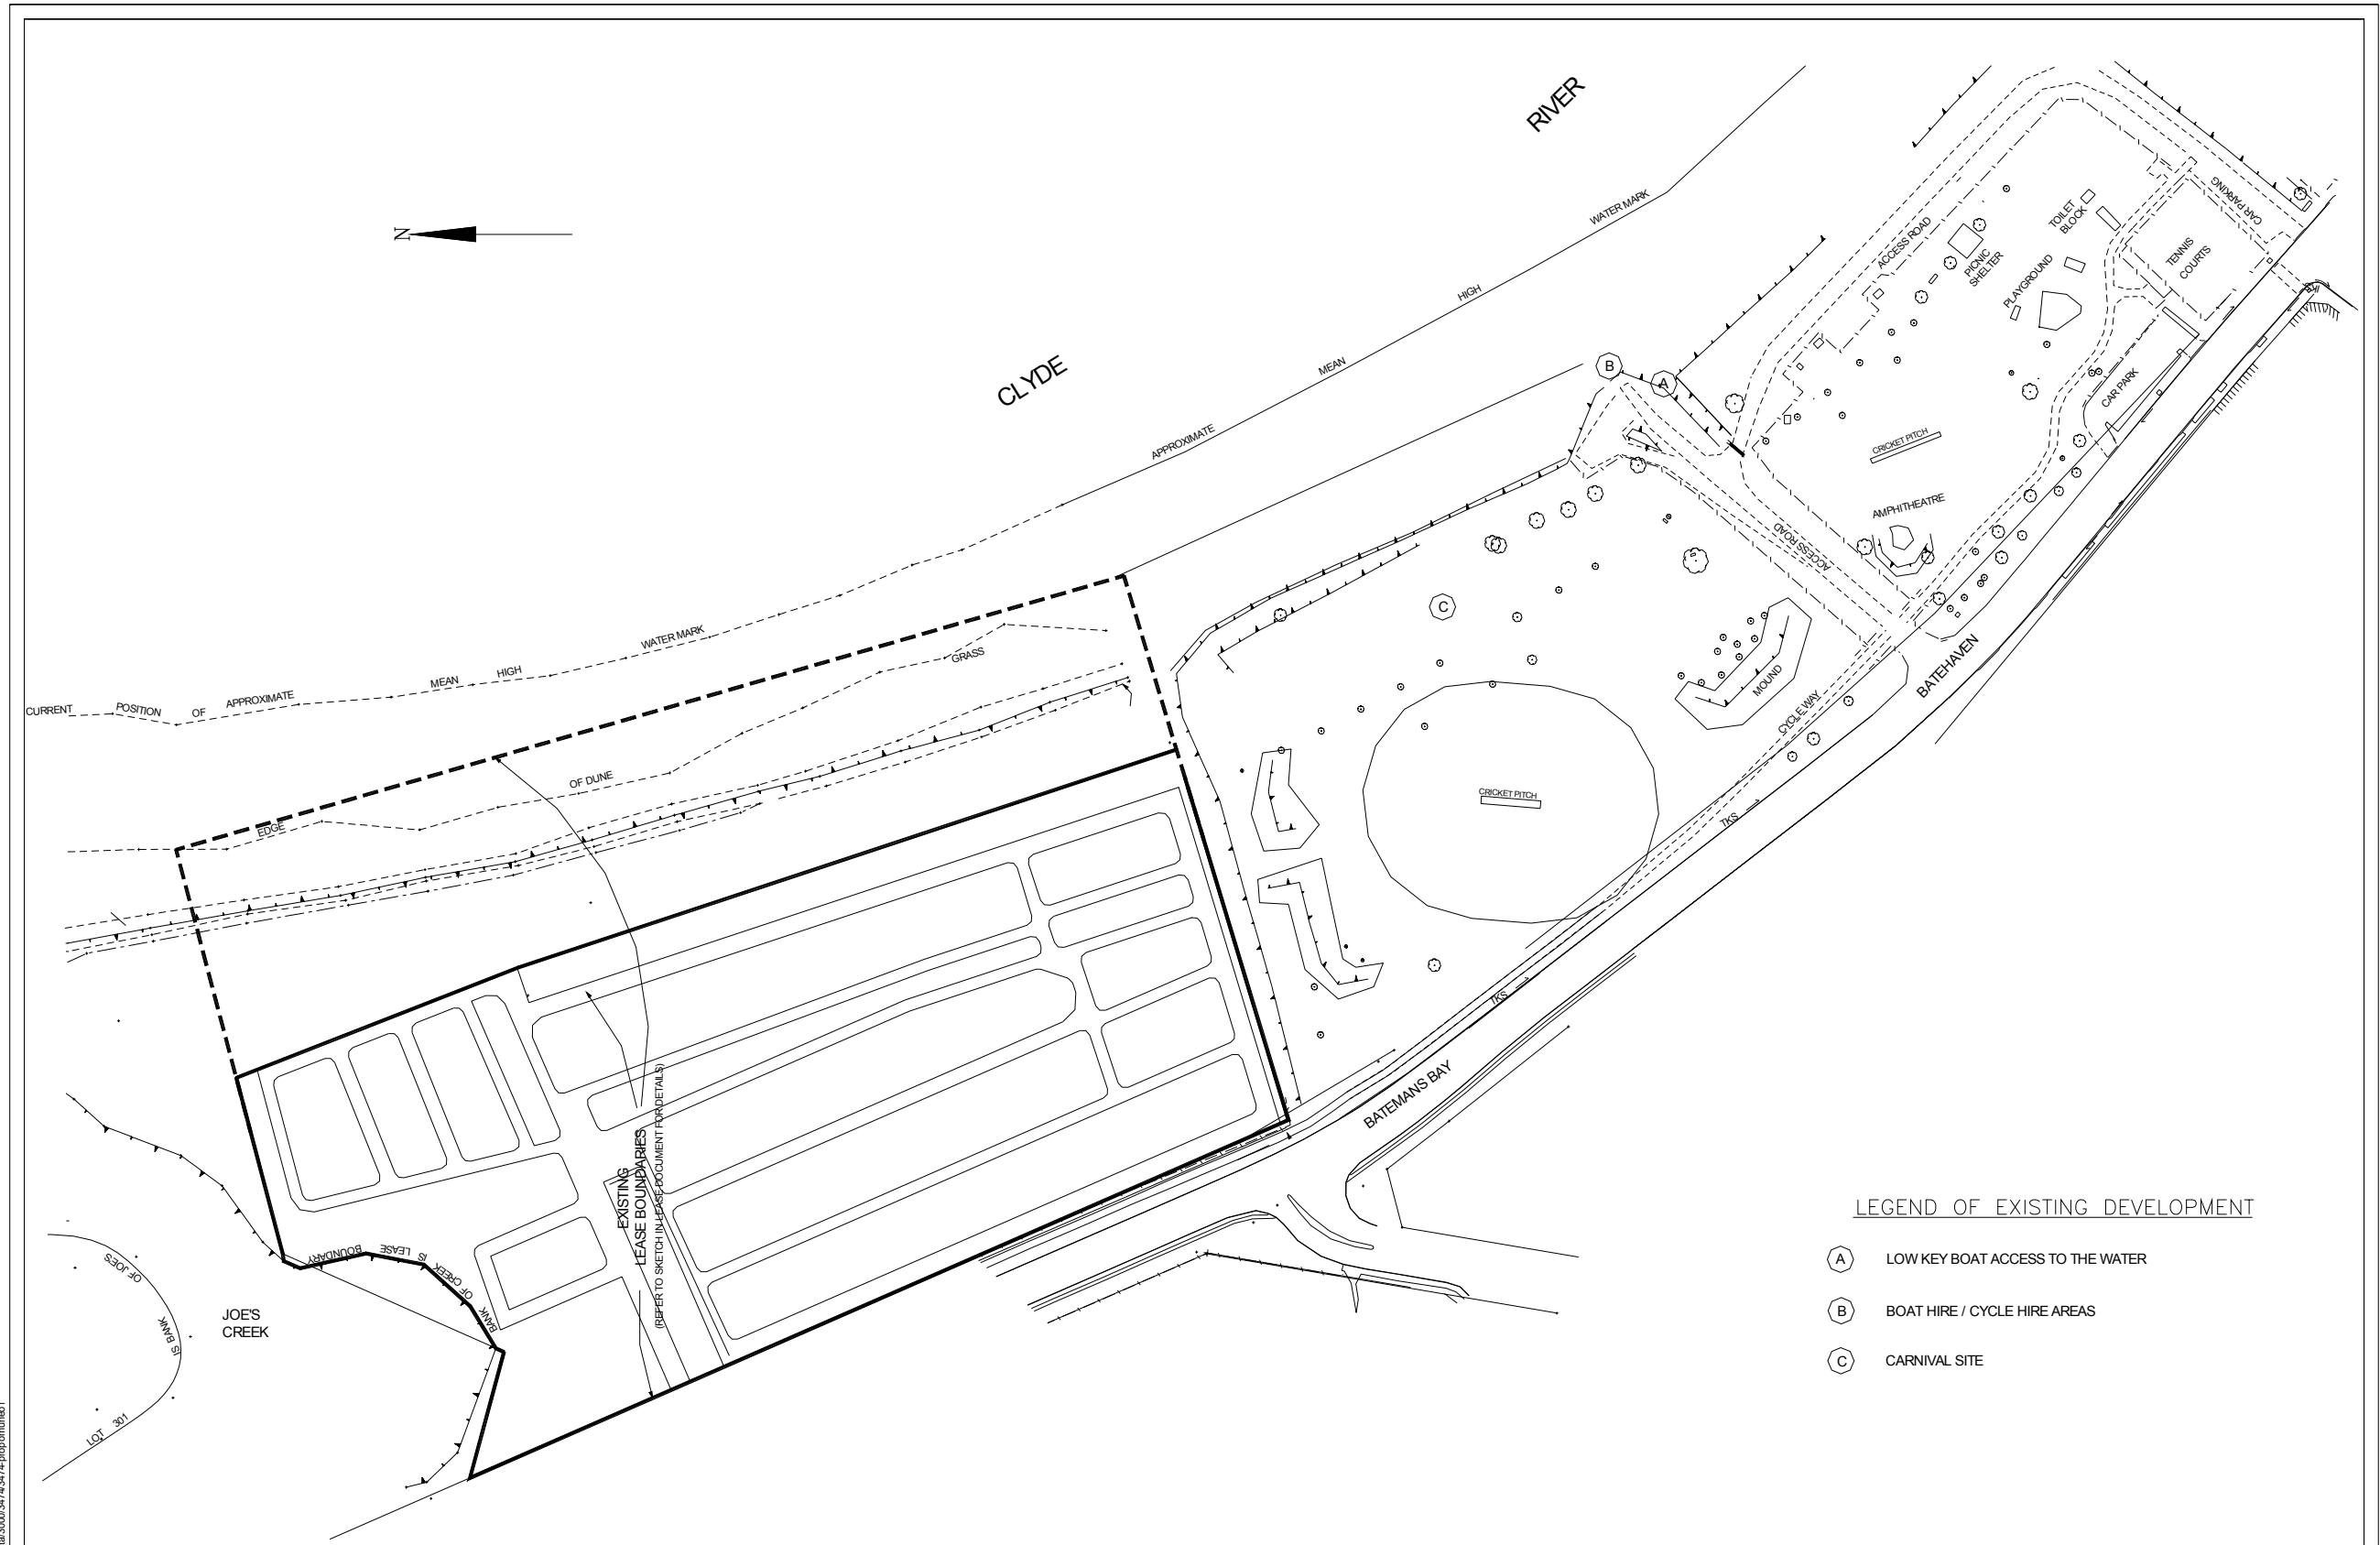 RIVER
CLYDE
N
WATER MARK
HIGH
MEAN
APPROXIMATE
WATER MARK
HIGH
MEAN
APPROXIMATE
OF
POSITION
CURRENT
CAR PARKING
TOILET
BLOCK
ACCESS ROAD
PICNIC
SHELTER
TENNIS
COURTS
PLAYGROUND
CAR PARK
B
A
CRICKET PITCH
AMPHITHEATRE
ACCESS ROAD
C
MOUND
CYCLE WAY
BATEHAVEN
GRASS
OF DUNE
EDGE
CRICKET PITCH
TKS
TKS
BATEMANS BAY
EXISTING
LEASE BOUNDARIES
(REFER TO SKETCH IN LEASE DOCUMENT FOR DETAILS)
BANK OF CREEK IS LEASE BOUNDARY
JOE'S
CREEK
IS BANK
OF JOES
LOT 301
LEGEND OF EXISTING DEVELOPMENT
A LOW KEY BOAT ACCESS TO THE WATER
B BOAT HIRE / CYCLE HIRE AREAS
C CARNIVAL SITE